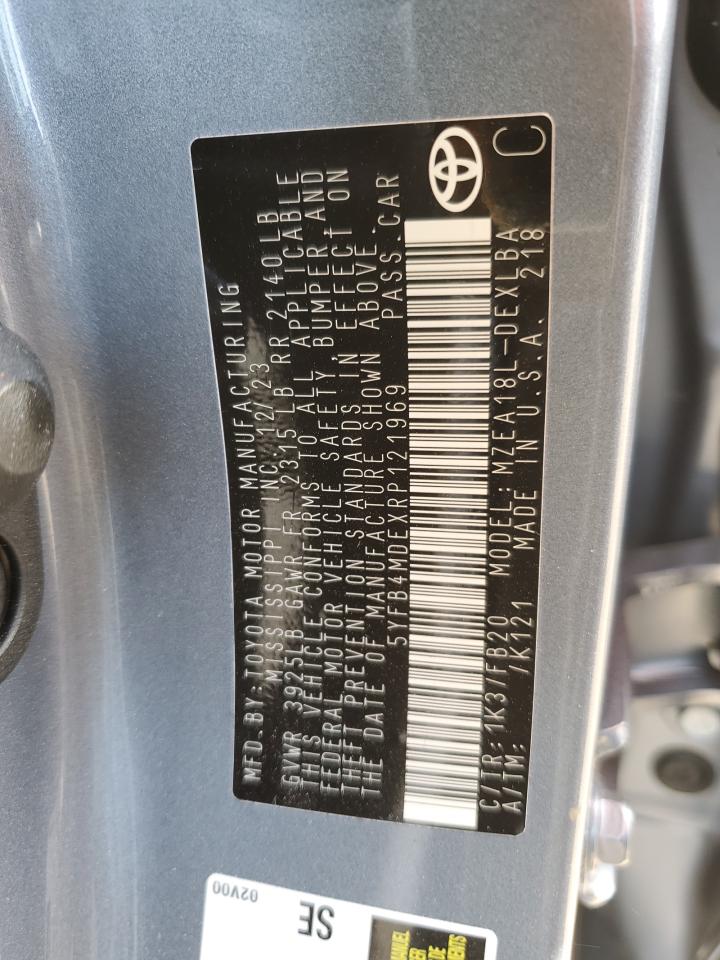 MFD.BY:TOYOTA MOTOR MANUFACTURING
MISSISSIPPI INC. 12/23
GVWR 3925LB GAWR FR 2315 LB RR 2140LB
THIS VEHICLE CONFORMS TO ALL APPLICABLE
FEDERAL MOTOR VEHICLE SAFETY, BUMPER, AND
THEFT PREVENTION STANDARDS IN EFFECT ON
THE DATE OF MANUFACTURE SHOWN ABOVE.
5YFB4MDEXRP121969 PASS.CAR
C/TR: 1K3/FB20 MODEL: MZEA18L-DEXLBA
A/TM: /K121 MADE IN U.S.A. 218
C
02V00
SE